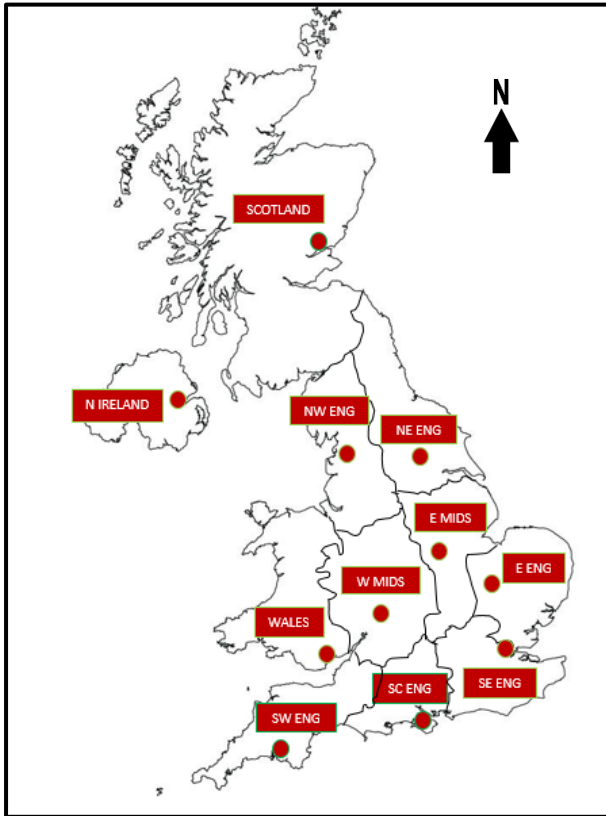 N
SCOTLAND
N IRELAND
NW ENG
NE ENG
E MIDS
E ENG
W MIDS
WALES
SE ENG
SC ENG
SW ENG